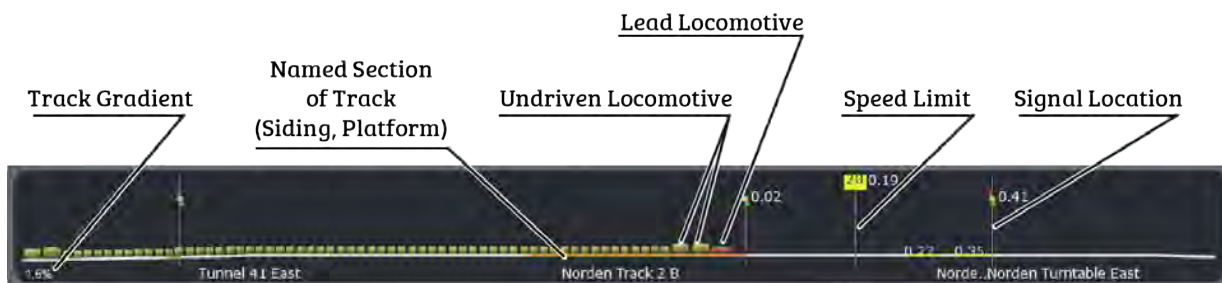 Lead Locomotive
Named Section
of Track
(Siding, Platform)
Track Gradient
Undriven Locomotive
Speed Limit
Signal Location
20 0.19
0.02
0.41
0.27 0.35
1.6%
Tunnel 41 East
Norden Track 2 B
Norde..Norden Turntable East